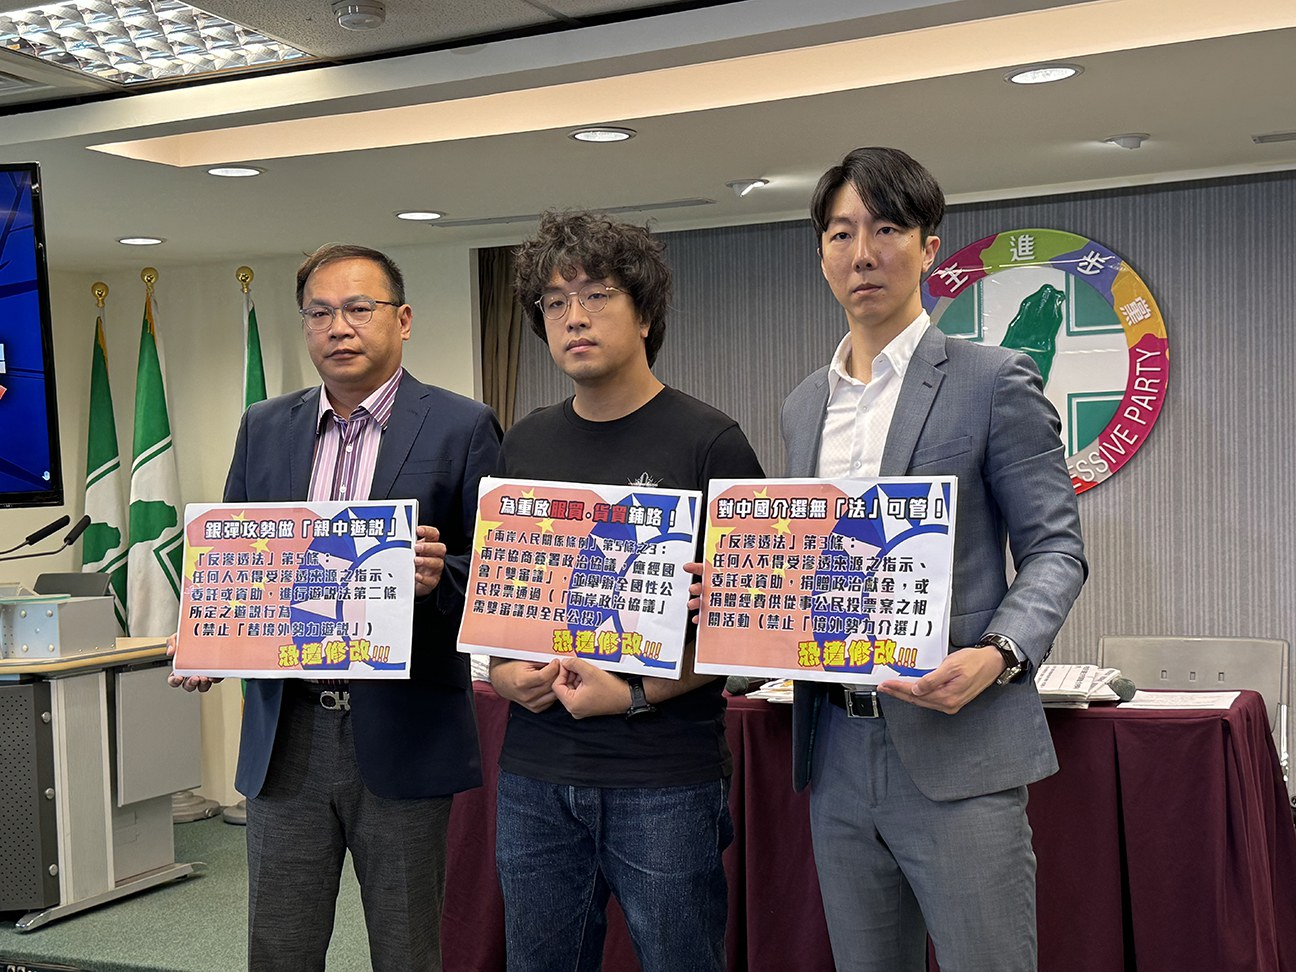 銀彈攻勢做「親中遊說」
「反滲透法」第5條：
任何人不得受滲透來源之指示、
委託或資助，進行遊說法第二條
所定之遊說行為
(禁止「替境外勢力遊說」)
恐遭修改!!!
為重啟服貿、貨貿鋪路！
「兩岸人民關係條例」第5條之3：
兩岸協商簽署政治協議，應經國
會「雙審議」，並舉辦全國性公
民投票通過(「兩岸政治協議」
需雙審議與全民公投)
恐遭修改!!!
對中國介選無「法」可管！
「反滲透法」第3條：
任何人不得受滲透來源之指示、
委託或資助，捐贈政治獻金，或
捐贈經費供從事公民投票案之相
關活動(禁止「境外勢力介選」)
恐遭修改!!!
主進步黨
ESSIVE PARTY